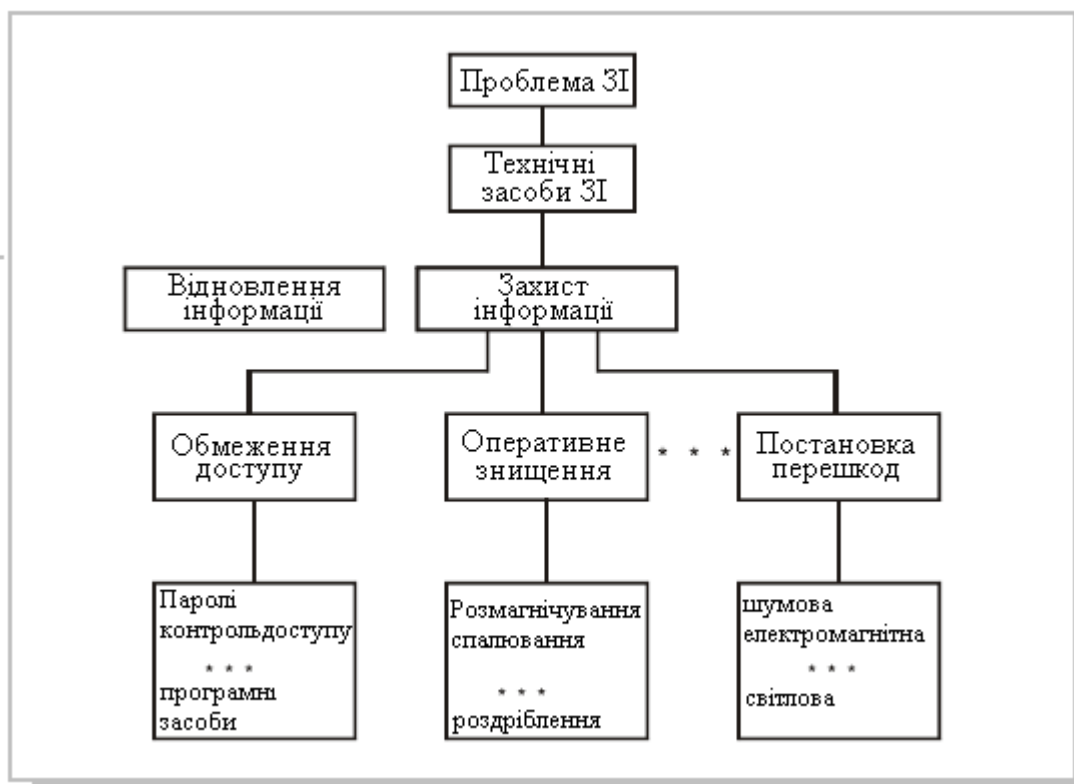 Проблема ЗІ
Технічні
засоби ЗІ
Відновлення
інформації
Захист
інформації
Обмеження
доступу
Оперативне
знищення
* * *
Постановка
перешкод
Паролі
контрольдоступу
* * *
програмні
засоби
Розмагнічування
спалювання
* * *
роздріблення
шумова
електромагнітна
* * *
світлова